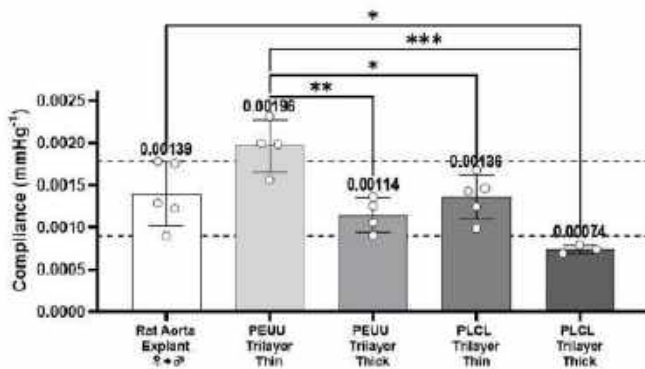 *
***
*
**
Compliance (mmHg⁻¹)
0.0025
0.0020
0.0015
0.0010
0.0005
0.0000
0.00139
0.00196
0.00114
0.00136
0.00074
Rat Aorta
Explant
♀+♂
PEUU
Trilayer
Thin
PEUU
Trilayer
Thick
PLCL
Trilayer
Thin
PLCL
Trilayer
Thick